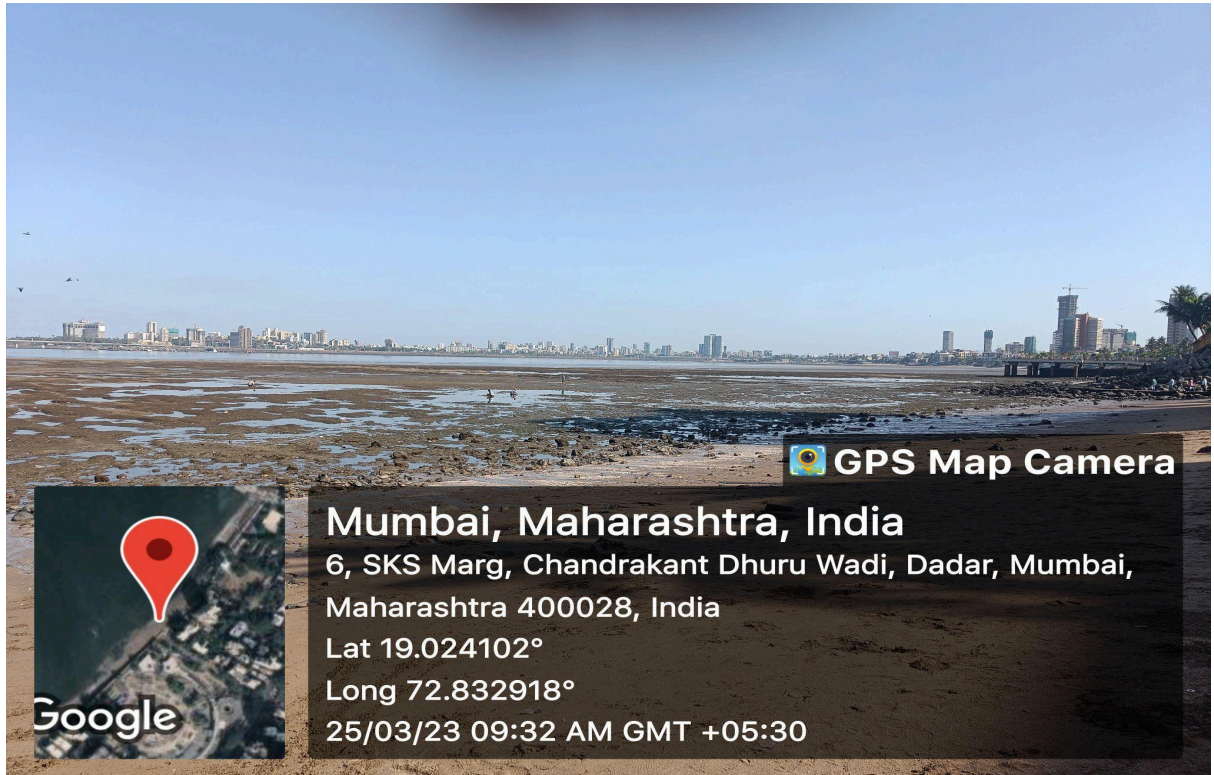 GPS Map Camera
Mumbai, Maharashtra, India
6, SKS Marg, Chandrakant Dhuru Wadi, Dadar, Mumbai,
Maharashtra 400028, India
Lat 19.024102°
Long 72.832918°
25/03/23 09:32 AM GMT +05:30
Google